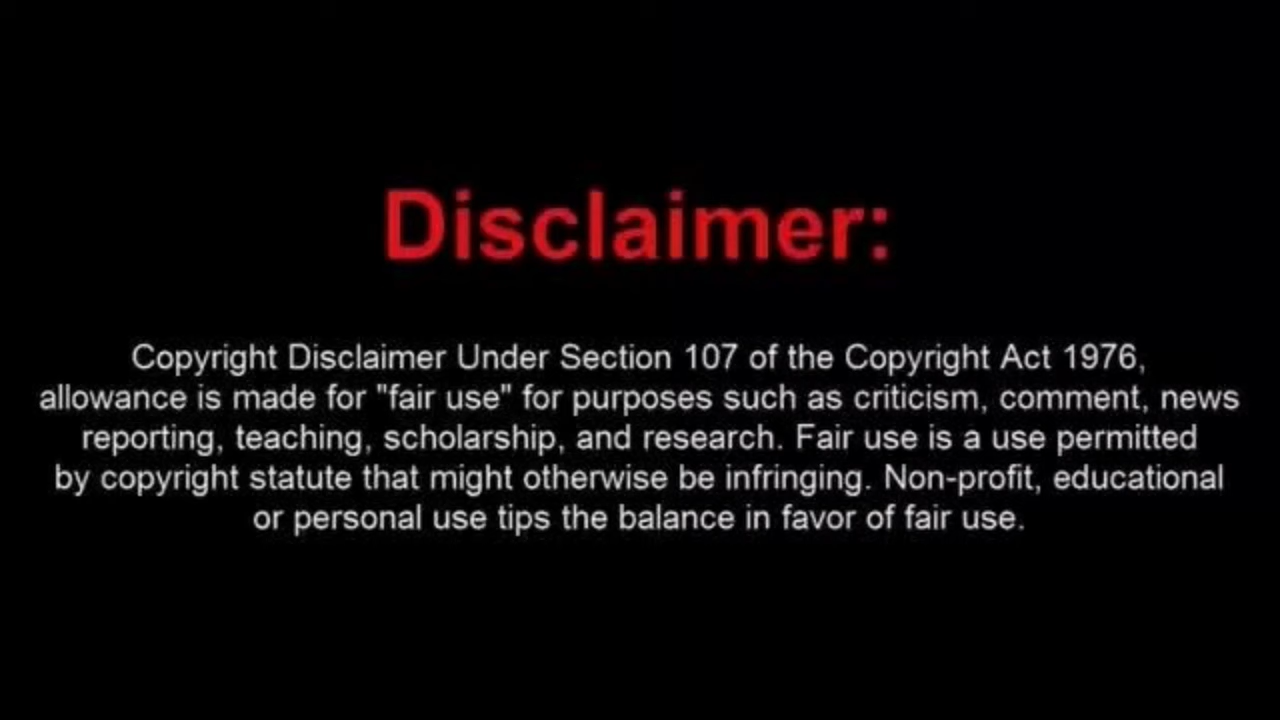 Disclaimer:
Copyright Disclaimer Under Section 107 of the Copyright Act 1976,
allowance is made for "fair use" for purposes such as criticism, comment, news
reporting, teaching, scholarship, and research. Fair use is a use permitted
by copyright statute that might otherwise be infringing. Non-profit, educational
or personal use tips the balance in favor of fair use.